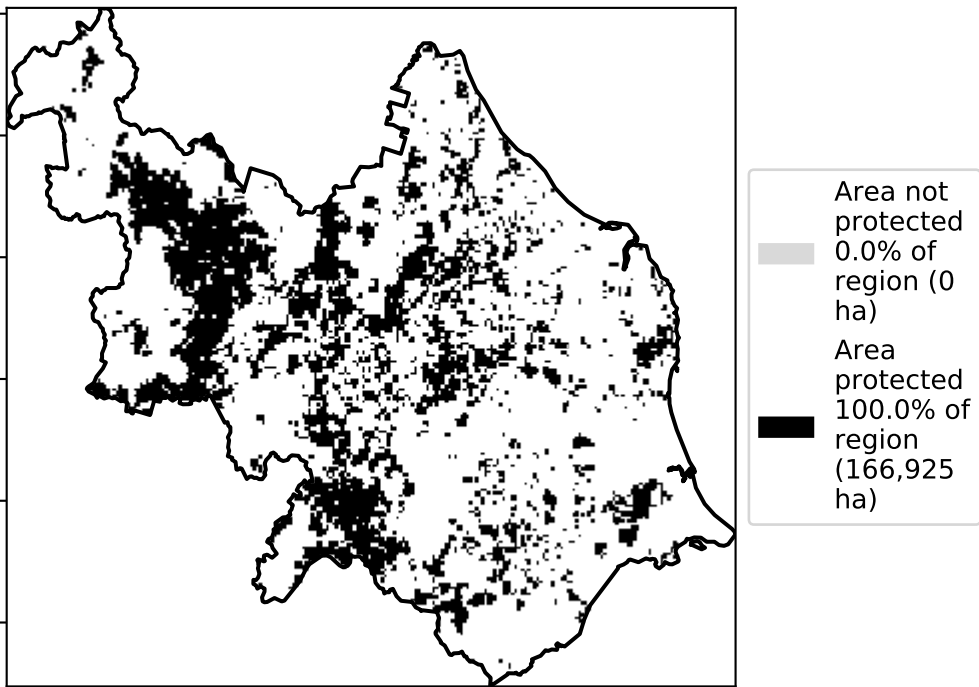 Area not
protected
0.0% of
region (0
ha)
Area
protected
100.0% of
region
(166,925
ha)